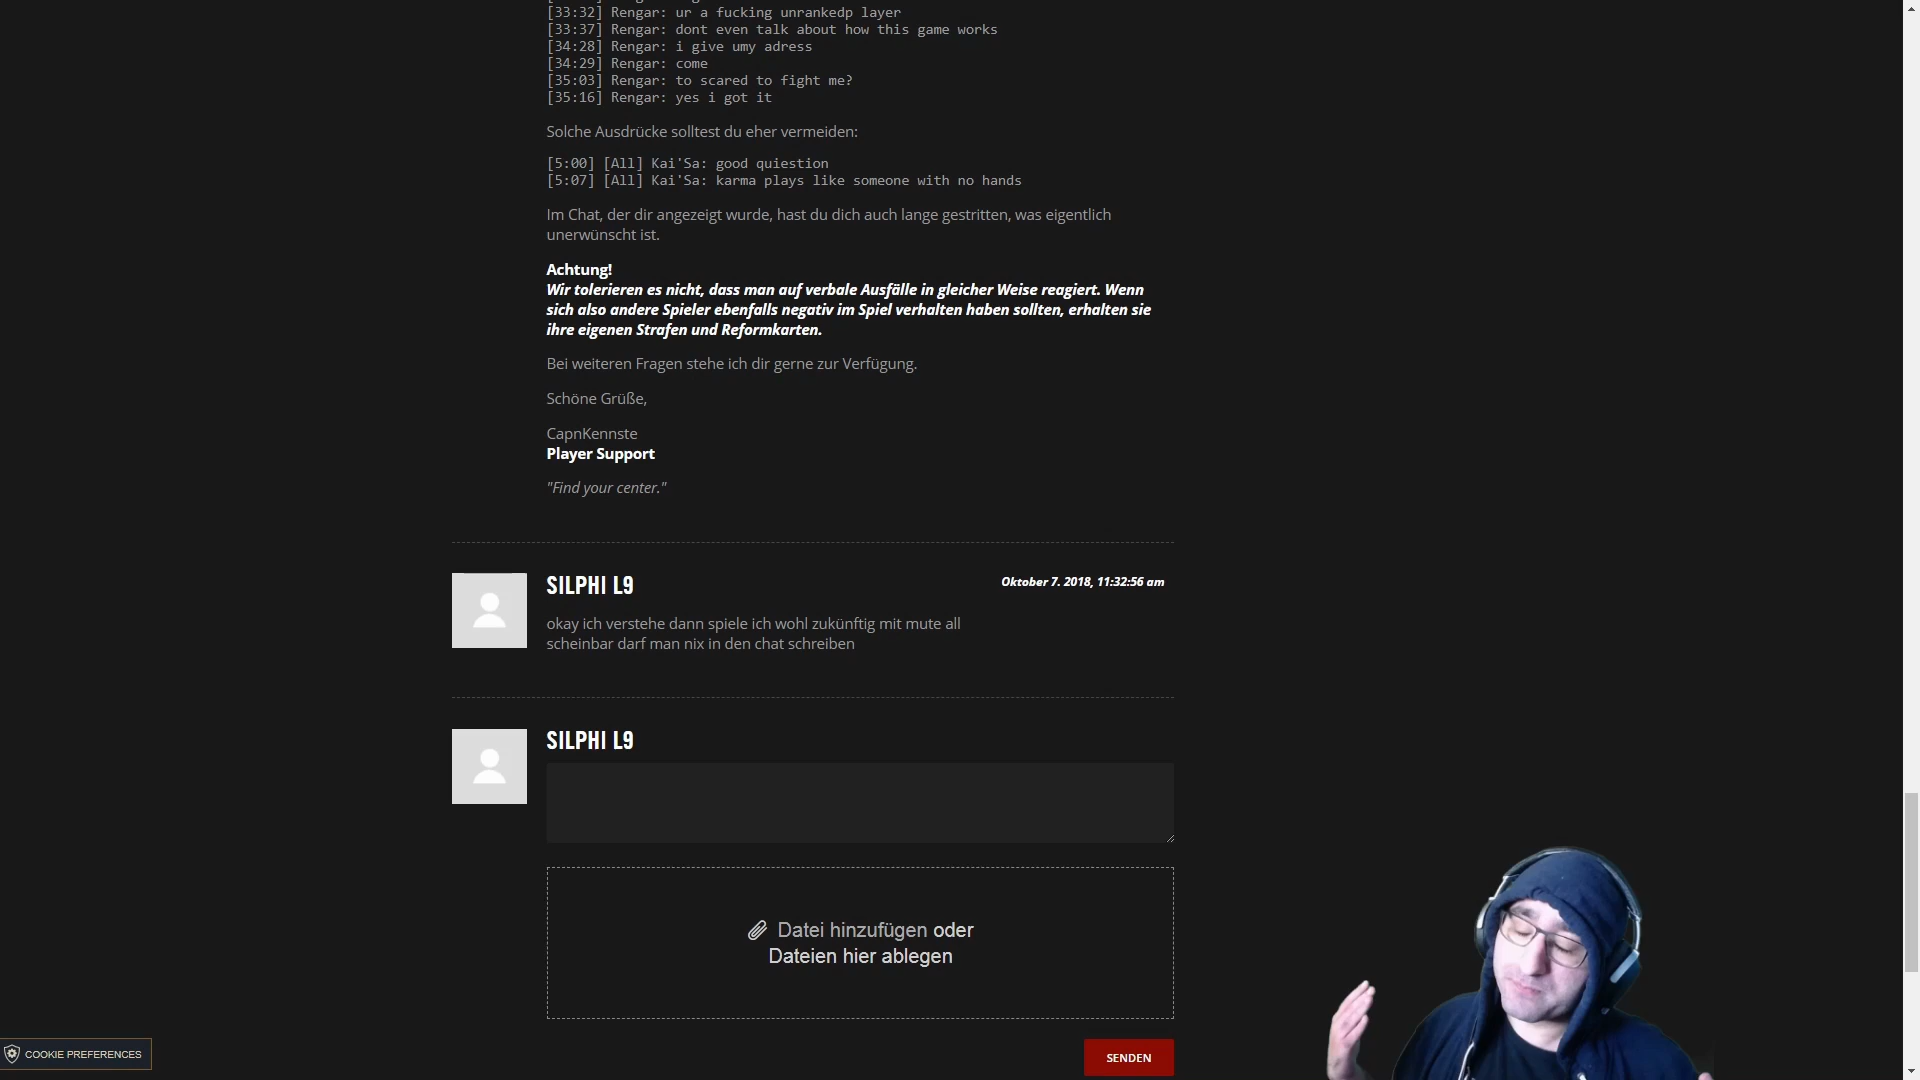 [33:32] Rengar: ur a fucking unrankedp layer
[33:37] Rengar: dont even talk about how this game works
[34:28] Rengar: i give umy adress
[34:29] Rengar: come
[35:03] Rengar: to scared to fight me?
[35:16] Rengar: yes i got it
Solche Ausdrücke solltest du eher vermeiden:
[5:00] [All] Kai'Sa: good quiestion
[5:07] [All] Kai'Sa: karma plays like someone with no hands
Im Chat, der dir angezeigt wurde, hast du dich auch lange gestritten, was eigentlich
unerwünscht ist.
Achtung!
Wir tolerieren es nicht, dass man auf verbale Ausfälle in gleicher Weise reagiert. Wenn
sich also andere Spieler ebenfalls negativ im Spiel verhalten haben sollten, erhalten sie
ihre eigenen Strafen und Reformkarten.
Bei weiteren Fragen stehe ich dir gerne zur Verfügung.
Schöne Grüße,
CapnKennste
Player Support
"Find your center."
SILPHI L9
Oktober 7. 2018, 11:32:56 am
okay ich verstehe dann spiele ich wohl zukünftig mit mute all
scheinbar darf man nix in den chat schreiben
SILPHI L9
Datei hinzufügen oder
Dateien hier ablegen
COOKIE PREFERENCES
SENDEN